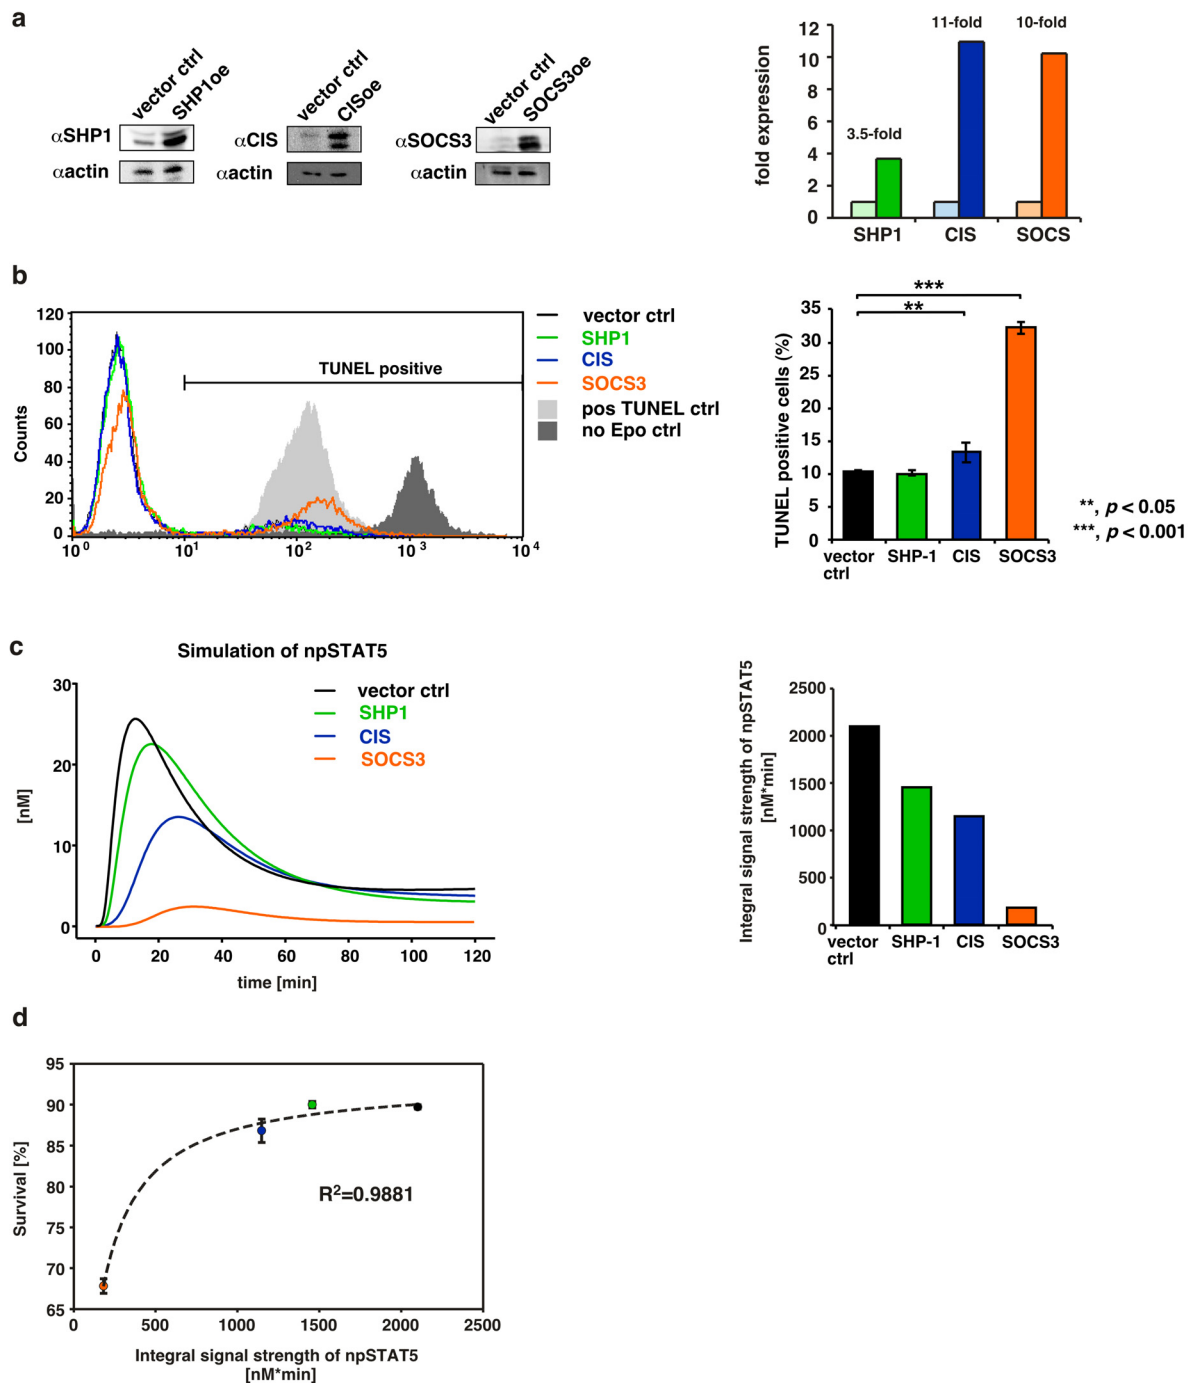 a
vector ctrl
SHP1oe
αSHP1
αactin
vector ctrl
CISoe
αCIS
αactin
vector ctrl
SOCS3oe
αSOCS3
αactin
fold expression
12
10
8
6
4
2
0
3.5-fold
11-fold
10-fold
SHP1 CIS SOCS
b
Counts
120
100
80
60
40
20
0
10⁰ 10¹ 10² 10³ 10⁴
TUNEL positive
vector ctrl
SHP1
CIS
SOCS3
pos TUNEL ctrl
no Epo ctrl
TUNEL positive cells (%)
35
30
25
20
15
10
5
0
***
**
vector ctrl
SHP-1
CIS
SOCS3
**, p < 0.05
***, p < 0.001
c
Simulation of npSTAT5
[nM]
30
20
10
0
vector ctrl
SHP1
CIS
SOCS3
0 20 40 60 80 100 120
time [min]
Integral signal strength of npSTAT5
[nM*min]
2500
2000
1500
1000
500
0
vector ctrl
SHP-1
CIS
SOCS3
d
Survival [%]
95
90
85
80
75
70
65
R²=0.9881
0 500 1000 1500 2000 2500
Integral signal strength of npSTAT5
[nM*min]